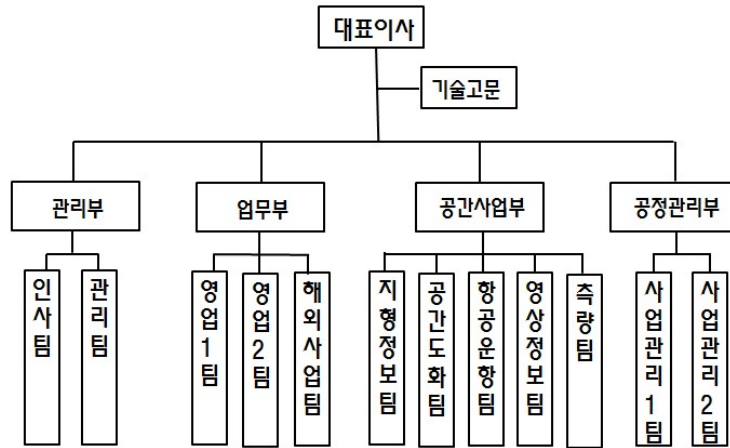 대표이사
기술고문
관리부
업무부
공간사업부
공정관리부
인사팀
관리팀
영업1팀
영업2팀
해외사업팀
지형정보팀
공간도화팀
항공운항팀
영상정보팀
측량팀
사업관리1팀
사업관리2팀